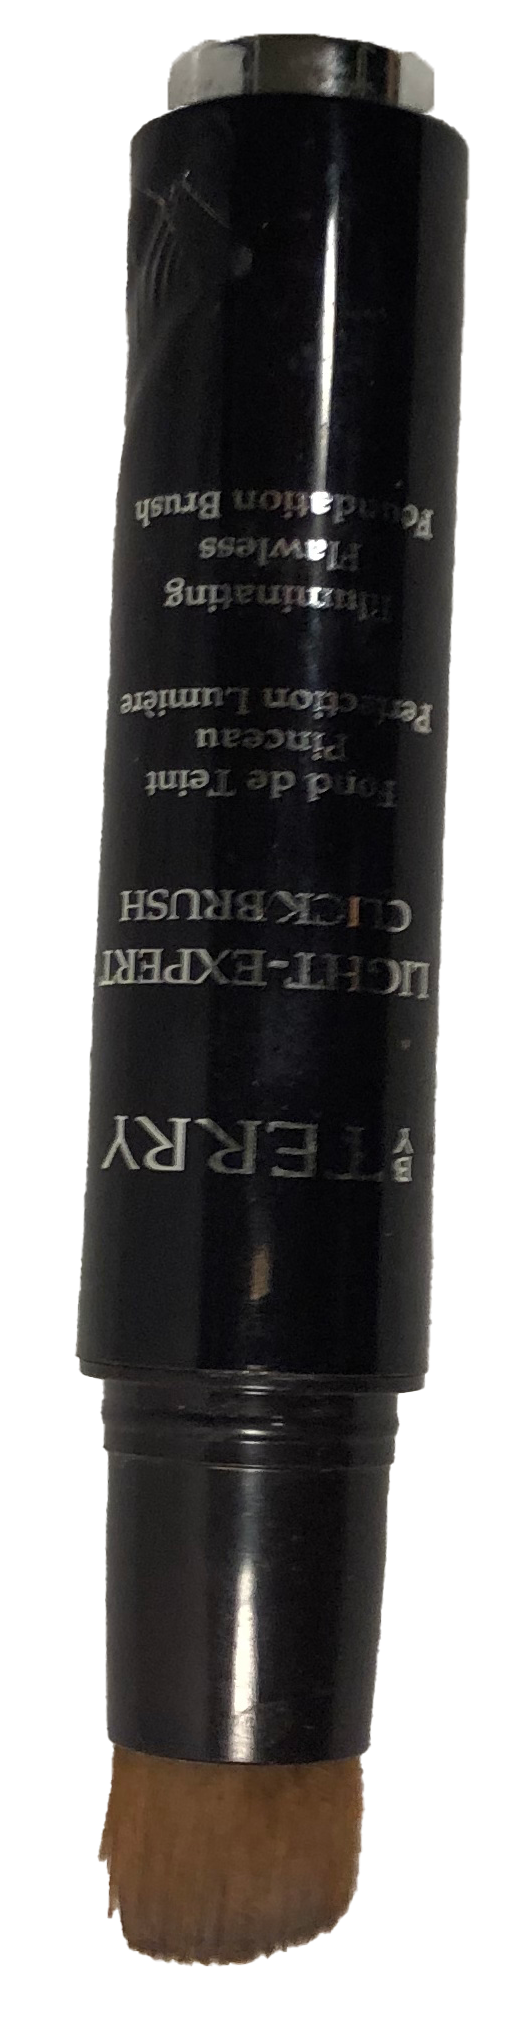 BY TERRY
LIGHT-EXPERT
CLICK BRUSH
Fond de Teint
Pinceau
Perfection Lumière
Illuminating
Flawless
Foundation Brush